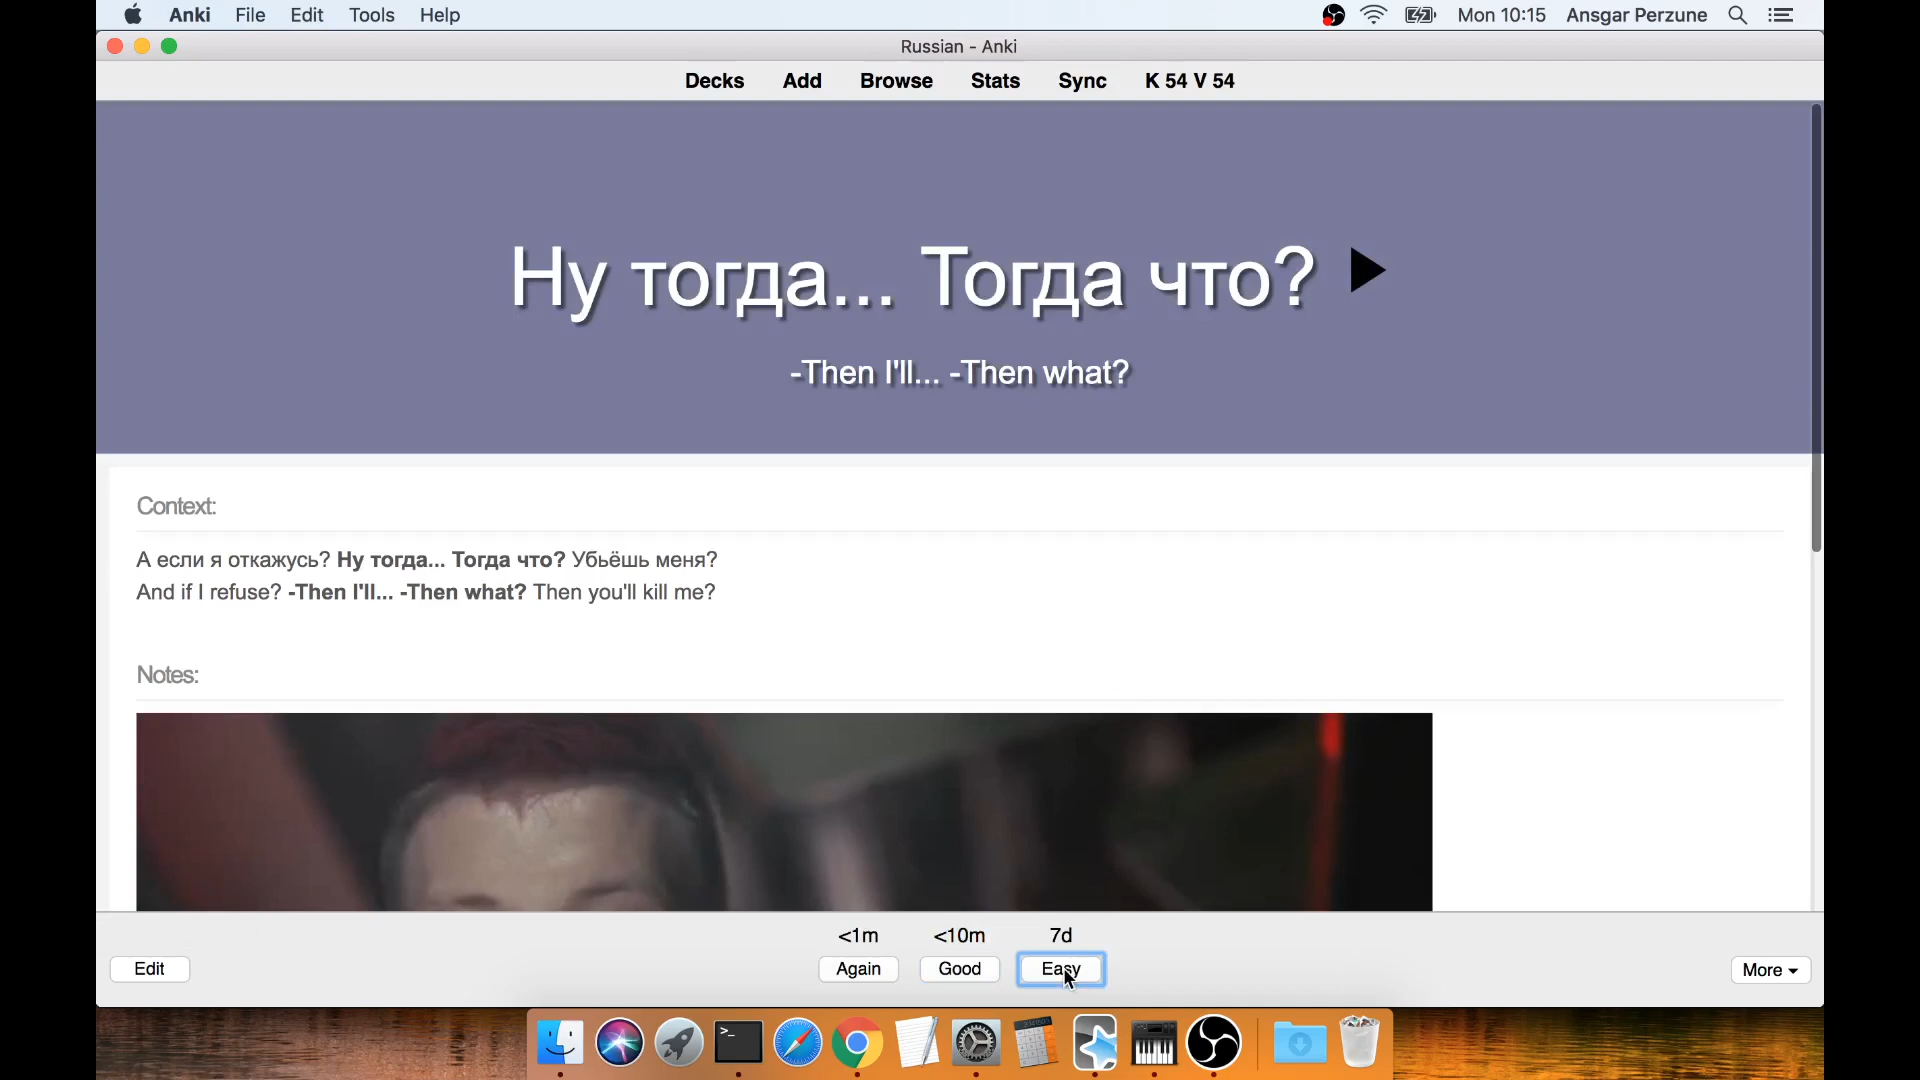 Anki File Edit Tools Help Mon 10:15 Ansgar Perzune
Russian - Anki
Decks Add Browse Stats Sync K 54 V 54
Ну тогда... Тогда что?
-Then I'll... -Then what?
Context:
А если я откажусь? Ну тогда... Тогда что? Убьёшь меня?
And if I refuse? -Then I'll... -Then what? Then you'll kill me?
Notes:
<1m <10m 7d
Edit Again Good Easy More